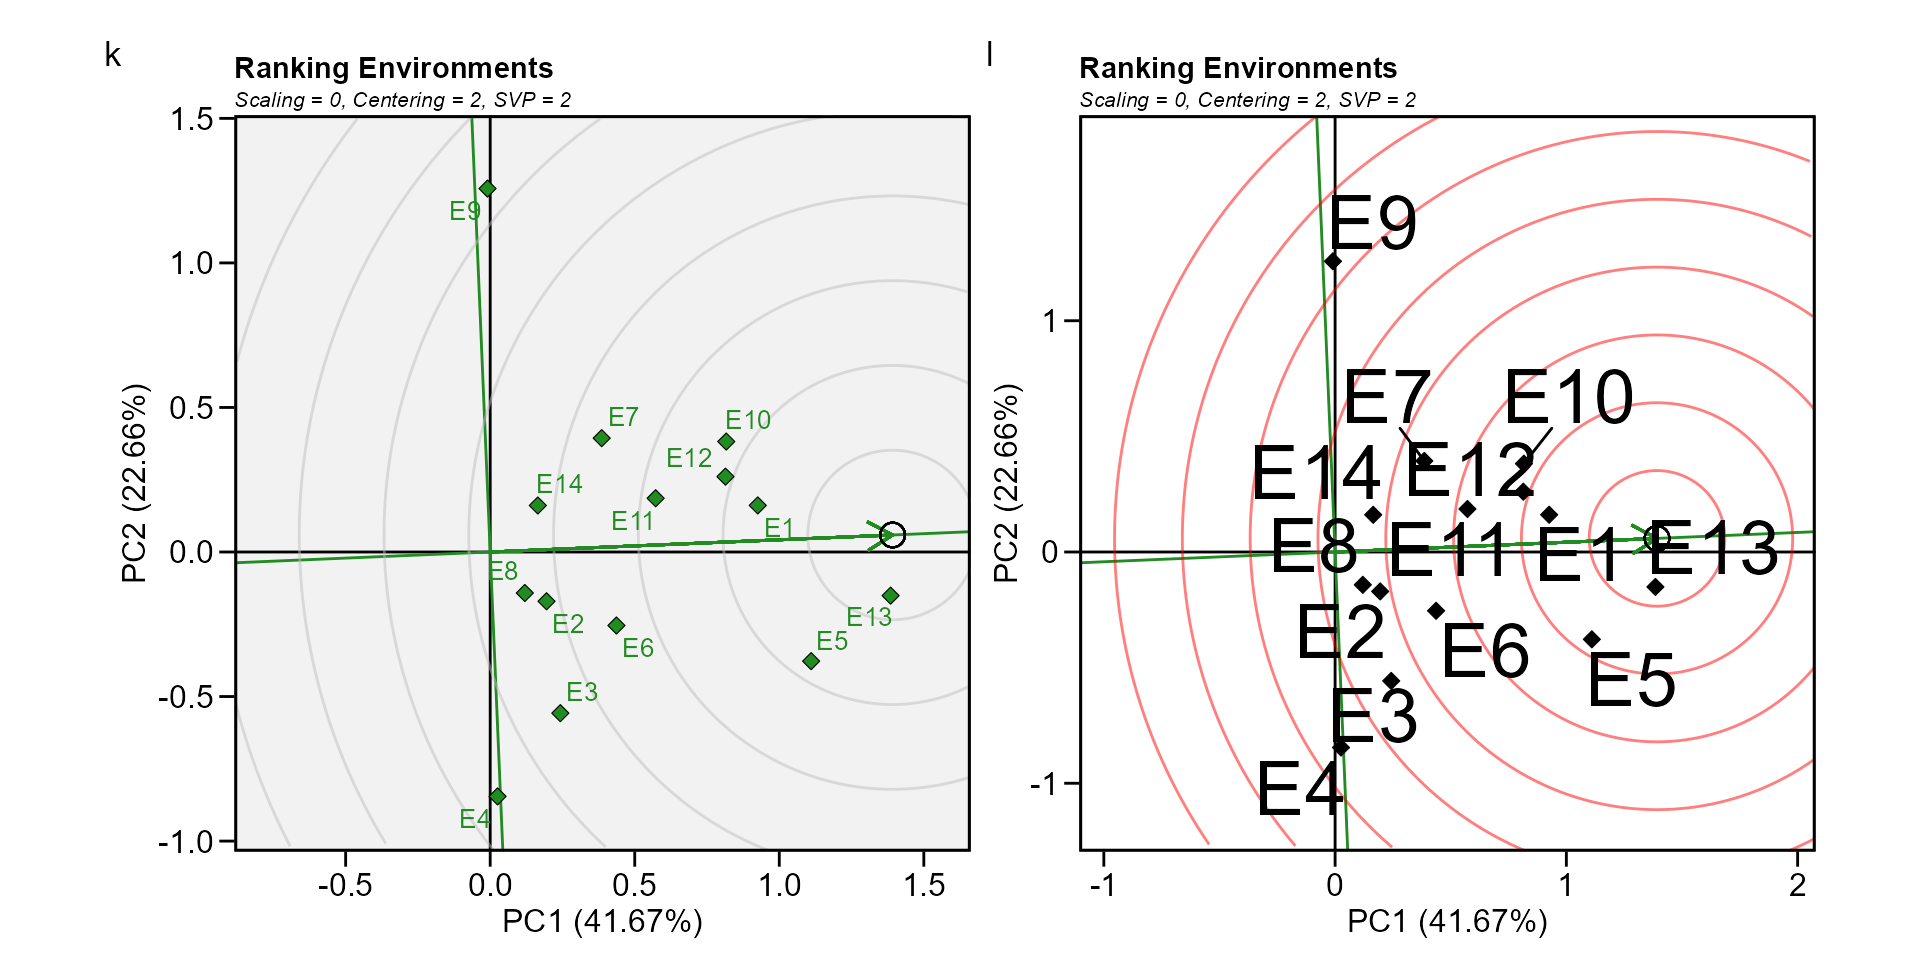 k
Ranking Environments
Scaling = 0, Centering = 2, SVP = 2
1.5
1.0
0.5
0.0
-0.5
-1.0
PC2 (22.66%)
E9
E7
E10
E12
E14
E11
E1
E8
E2
E6
E13
E5
E3
E4
-0.5
0.0
0.5
1.0
1.5
PC1 (41.67%)
l
Ranking Environments
Scaling = 0, Centering = 2, SVP = 2
1
0
-1
PC2 (22.66%)
E9
E7
E10
E14
E12
E8
E11
E1
E13
E2
E6
E5
E3
E4
-1
0
1
2
PC1 (41.67%)